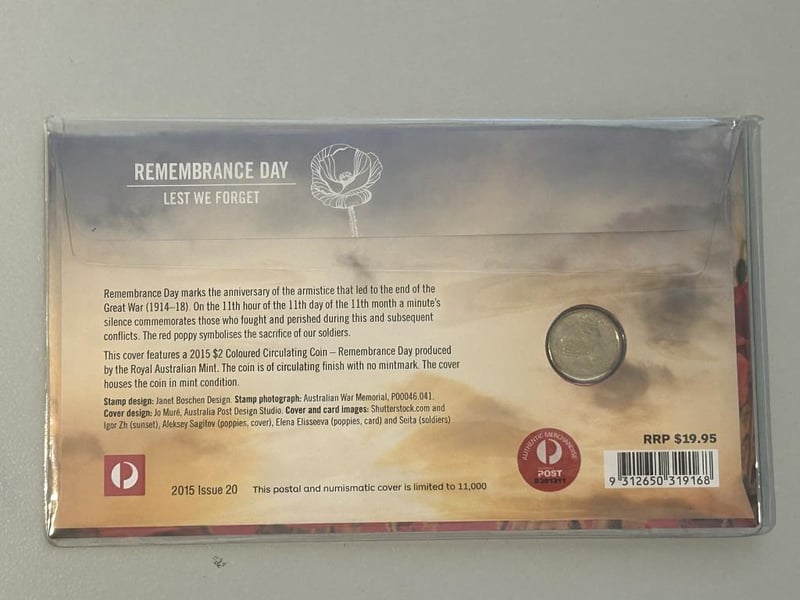 REMEMBRANCE DAY
LEST WE FORGET
Remembrance Day marks the anniversary of the armistice that led to the end of the
Great War (1914–18). On the 11th hour of the 11th day of the 11th month a minute's
silence commemorates those who fought and perished during this and subsequent
conflicts. The red poppy symbolises the sacrifice of our soldiers.
This cover features a 2015 $2 Coloured Circulating Coin – Remembrance Day produced
by the Royal Australian Mint. The coin is of circulating finish with no mintmark. The cover
houses the coin in mint condition.
Stamp design: Janet Boschen Design. Stamp photograph: Australian War Memorial, P00046.041.
Cover design: Jo Muré, Australia Post Design Studio. Cover and card images: Shutterstock.com and
Igor Zh (sunset), Aleksey Sagitov (poppies, cover), Elena Elisseeva (poppies, card) and Seita (soldiers)
2015 Issue 20
This postal and numismatic cover is limited to 11,000
AUTHENTIC MERCHANDISE
POST
RRP $19.95
9 312650 319168